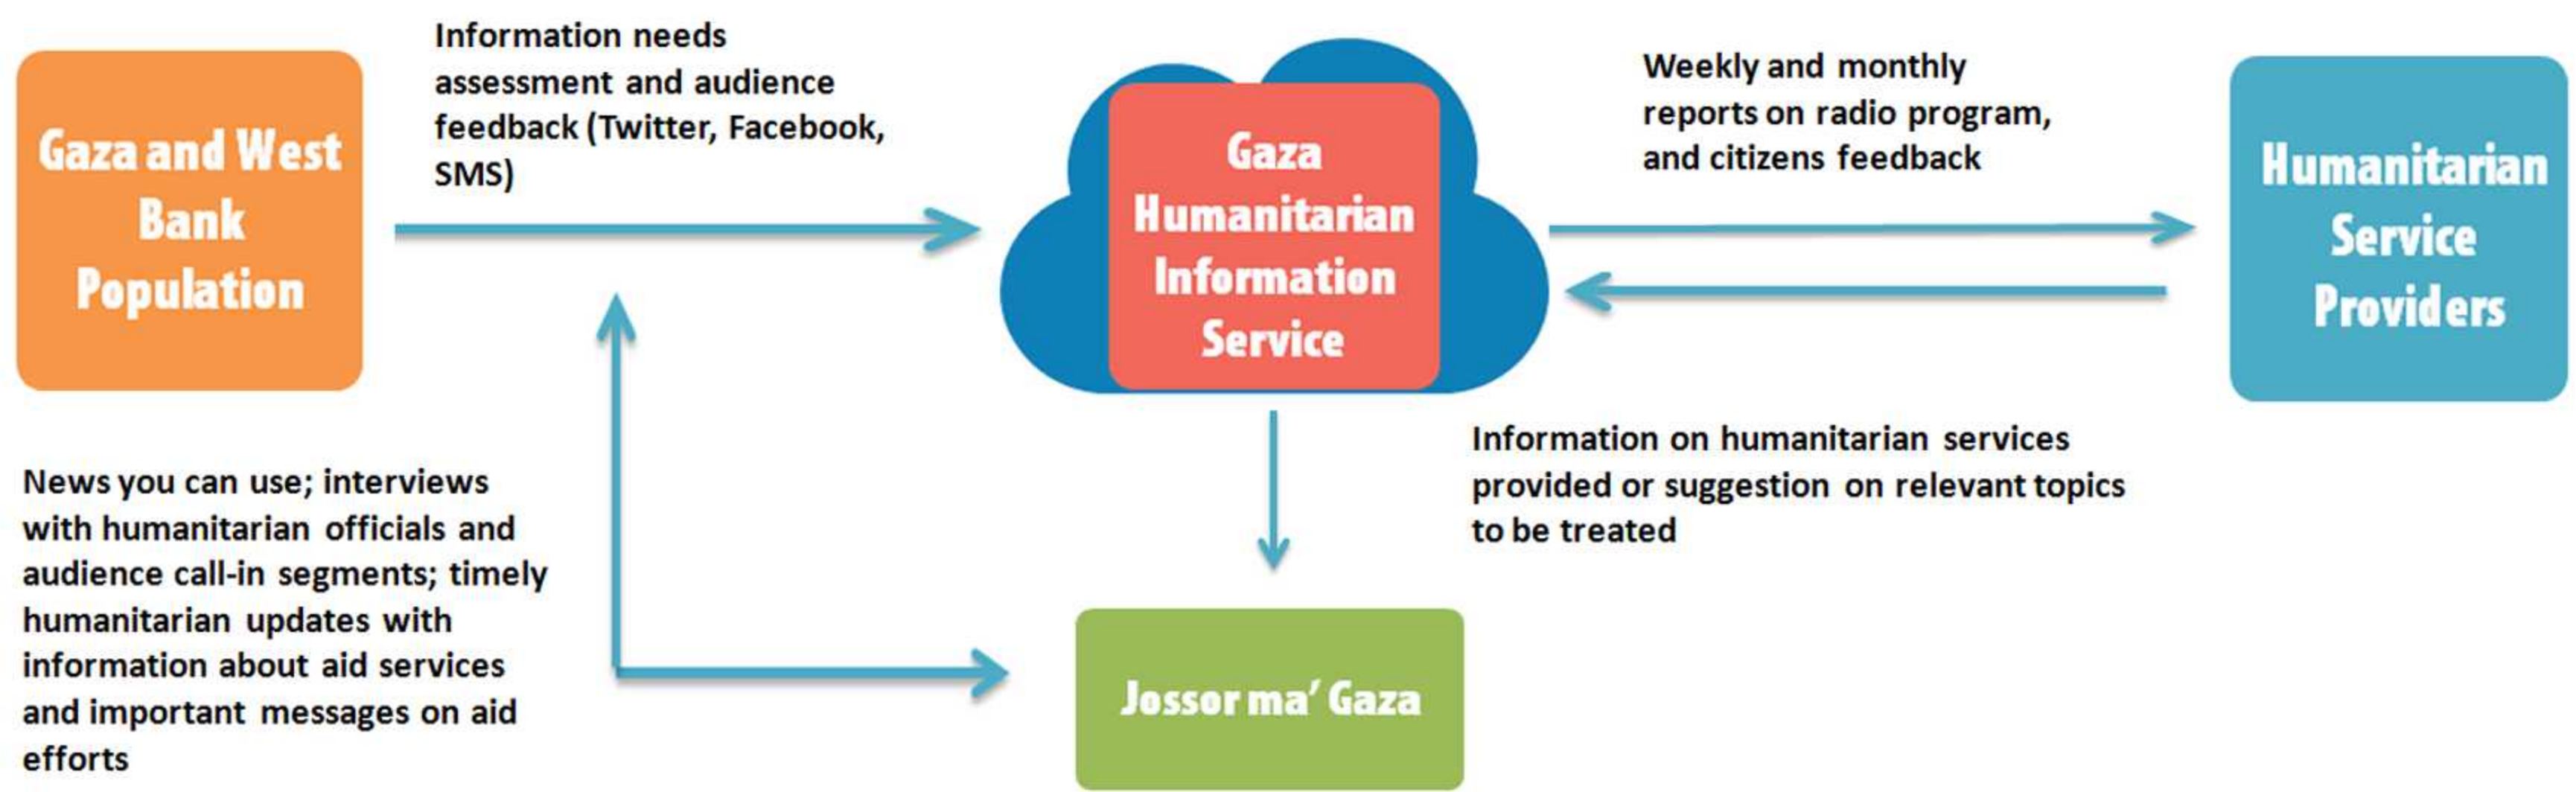 Gaza and West
Bank
Population
Information needs
assessment and audience
feedback (Twitter, Facebook,
SMS)
Gaza
Humanitarian
Information
Service
Weekly and monthly
reports on radio program,
and citizens feedback
Humanitarian
Service
Providers
News you can use; interviews
with humanitarian officials and
audience call-in segments; timely
humanitarian updates with
information about aid services
and important messages on aid
efforts
Information on humanitarian services
provided or suggestion on relevant topics
to be treated
Jossor ma' Gaza